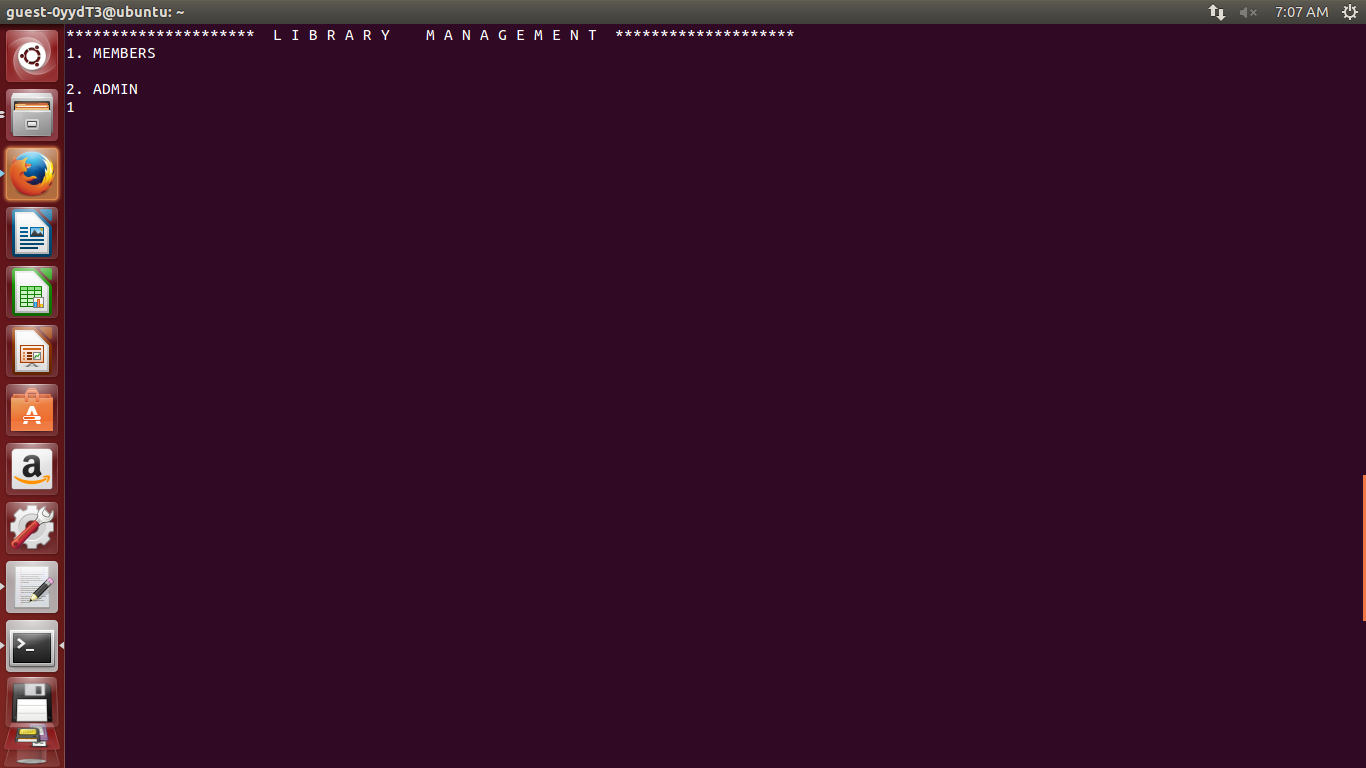 guest-0yydT3@ubuntu: ~
7:07 AM
********************* L I B R A R Y   M A N A G E M E N T ********************
1. MEMBERS
2. ADMIN
1